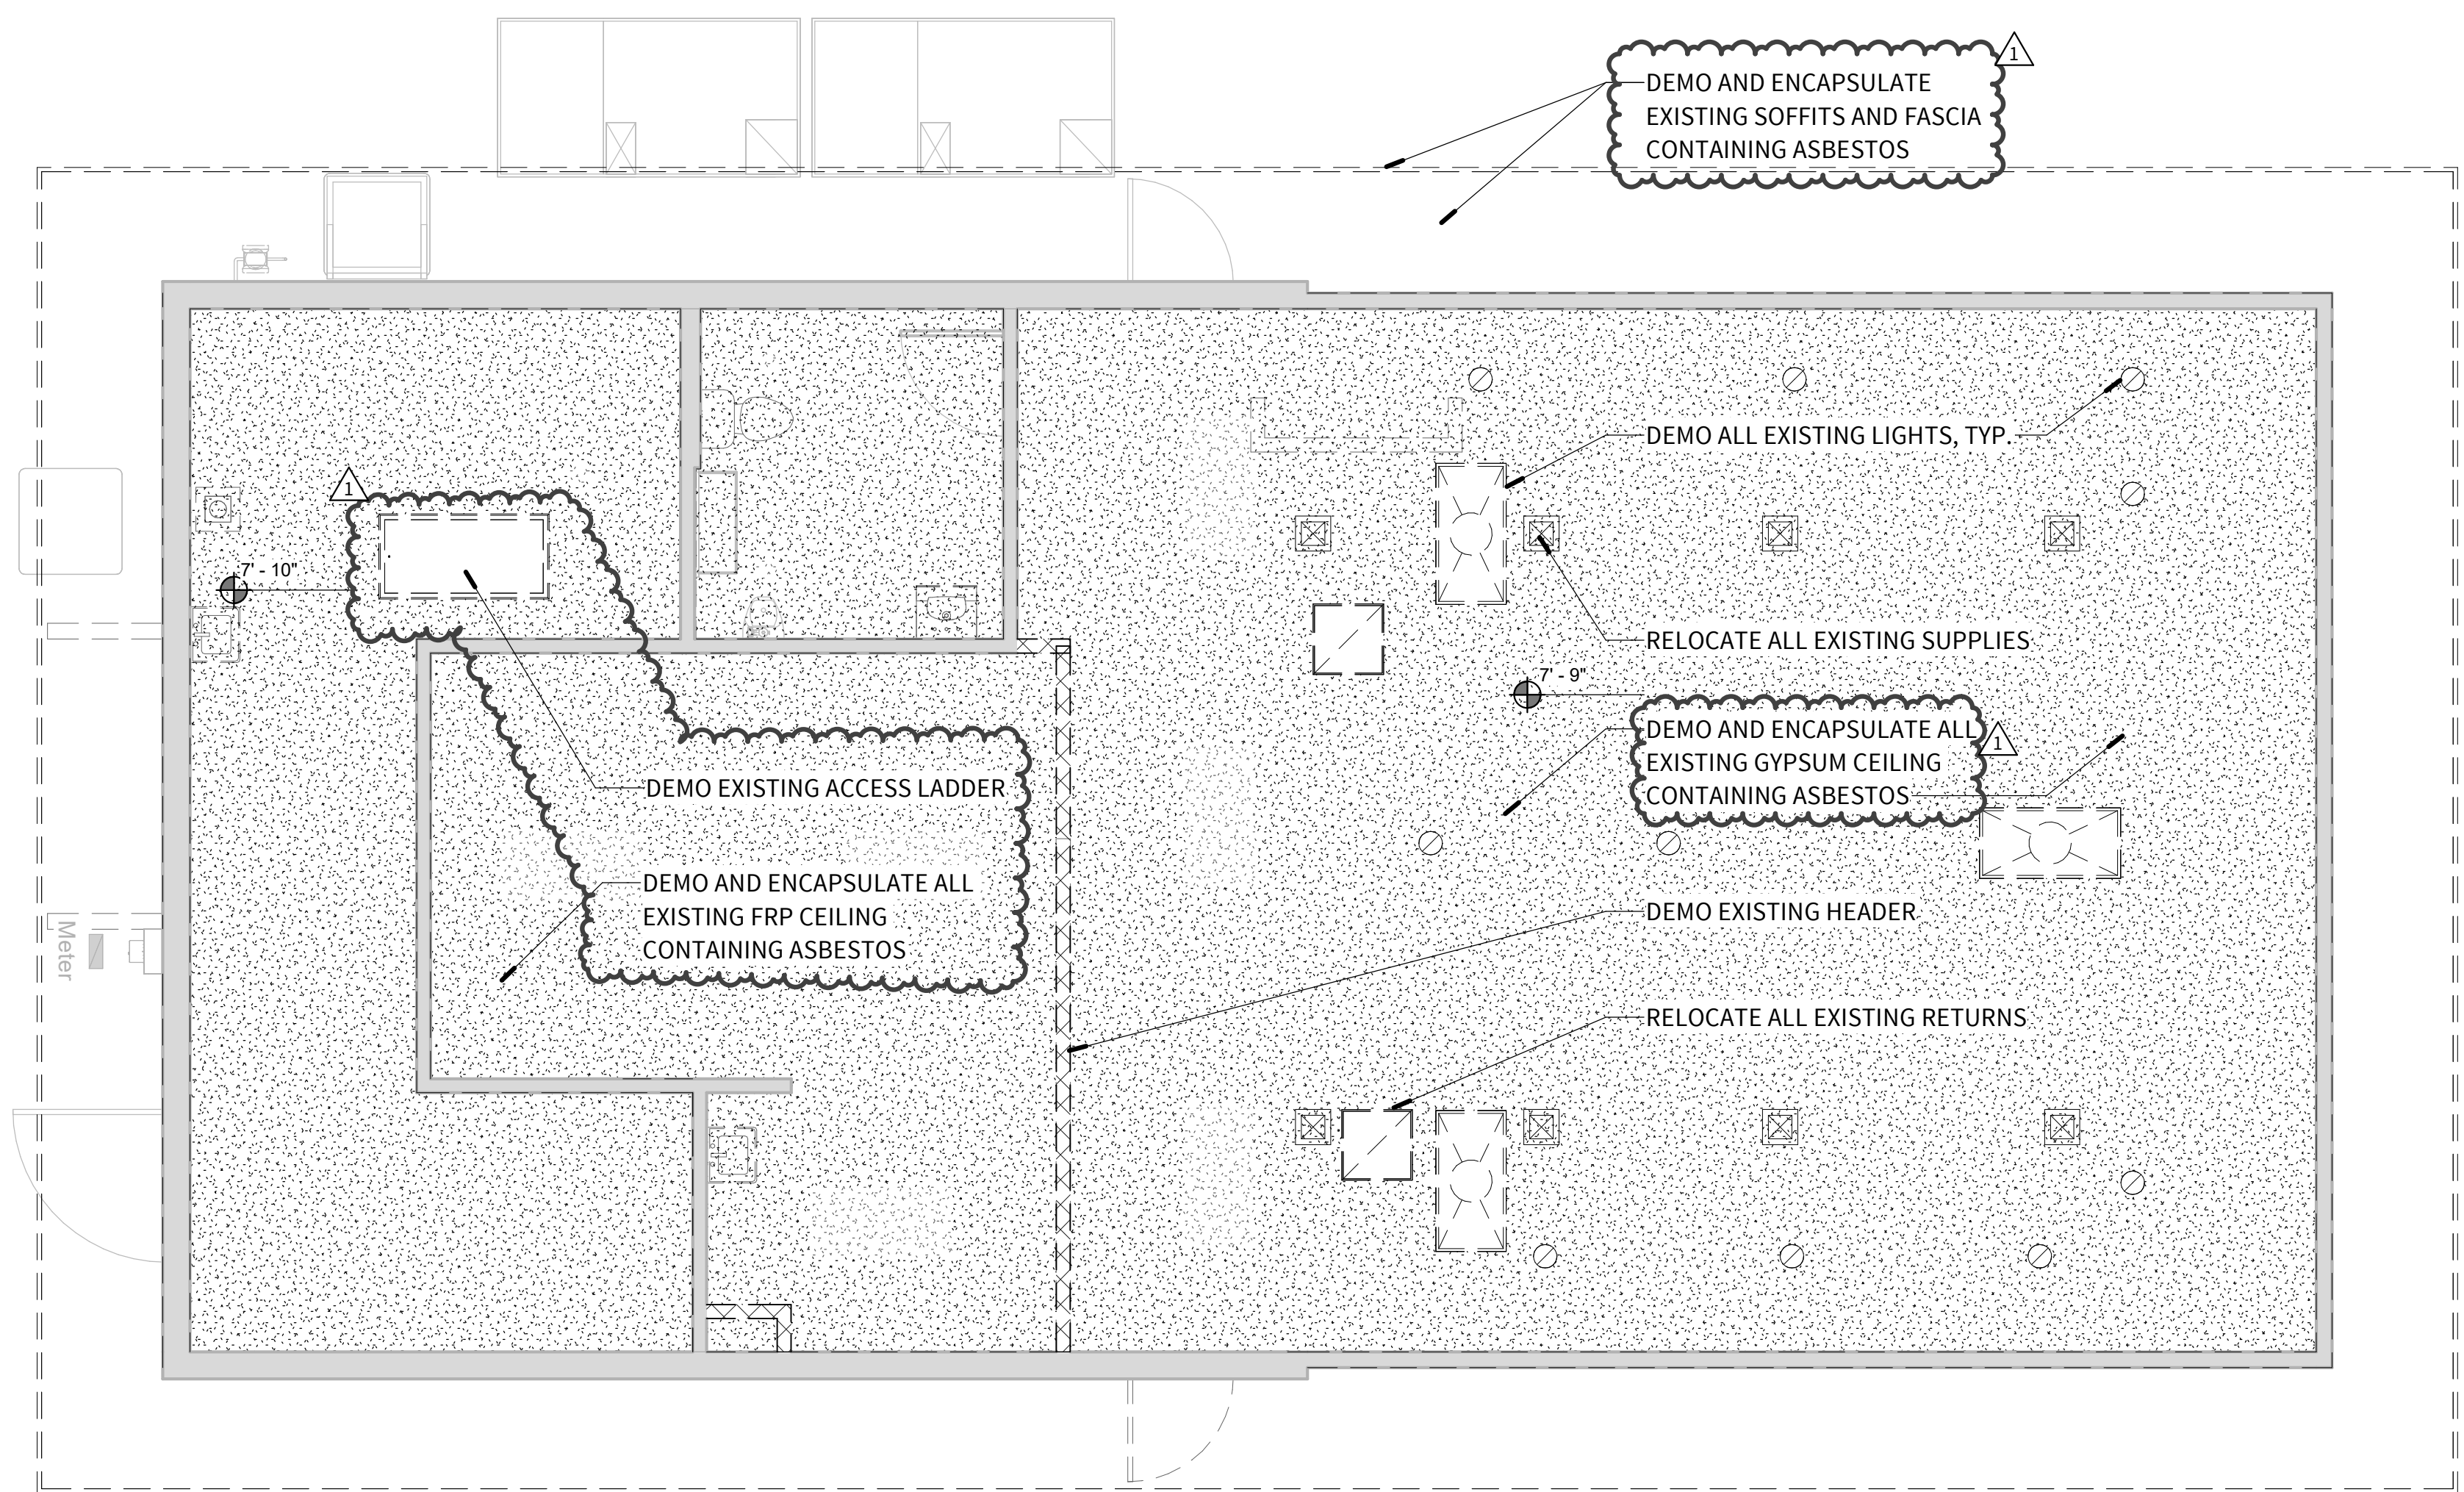 1
DEMO AND ENCAPSULATE
EXISTING SOFFITS AND FASCIA
CONTAINING ASBESTOS
DEMO ALL EXISTING LIGHTS, TYP.
1
7' - 10"
RELOCATE ALL EXISTING SUPPLIES
7' - 9"
DEMO AND ENCAPSULATE ALL
EXISTING GYPSUM CEILING
CONTAINING ASBESTOS
1
DEMO EXISTING ACCESS LADDER
DEMO AND ENCAPSULATE ALL
EXISTING FRP CEILING
CONTAINING ASBESTOS
DEMO EXISTING HEADER
Meter
RELOCATE ALL EXISTING RETURNS